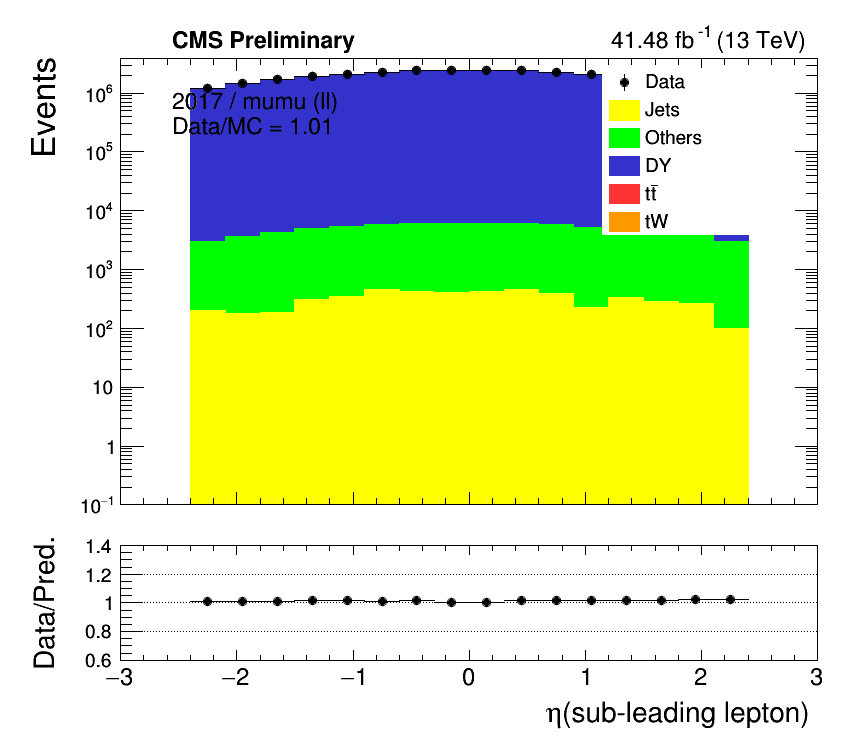 CMS Preliminary
41.48 fb⁻¹ (13 TeV)
Events
2017 / mumu (ll)
Data/MC = 1.01
Data
Jets
Others
DY
tt̄
tW
10⁶
10⁵
10⁴
10³
10²
10
1
10⁻¹
Data/Pred.
1.4
1.2
1
0.8
0.6
−3
−2
−1
0
1
2
3
η(sub-leading lepton)